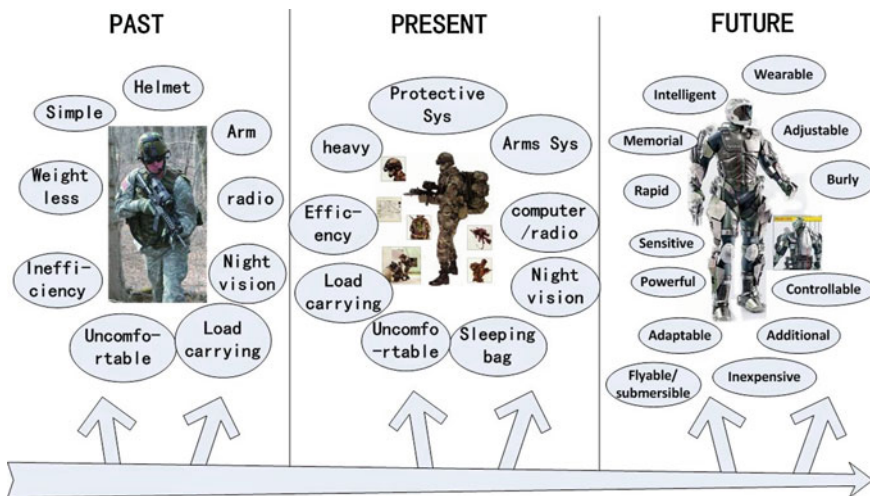 PAST
Helmet
Simple
Arm
Weight
less
radio
Ineffi-
ciency
Night
vision
Uncomfo-
rtable
Load
carrying
PRESENT
Protective
Sys
heavy
Arms Sys
Effic-
ency
computer
/radio
Load
carrying
Night
vision
Uncomfo
-rtable
Sleeping
bag
FUTURE
Wearable
Intelligent
Memorial
Adjustable
Rapid
Burly
Sensitive
Powerful
Controllable
Adaptable
Additional
Flyable/
submersible
Inexpensive